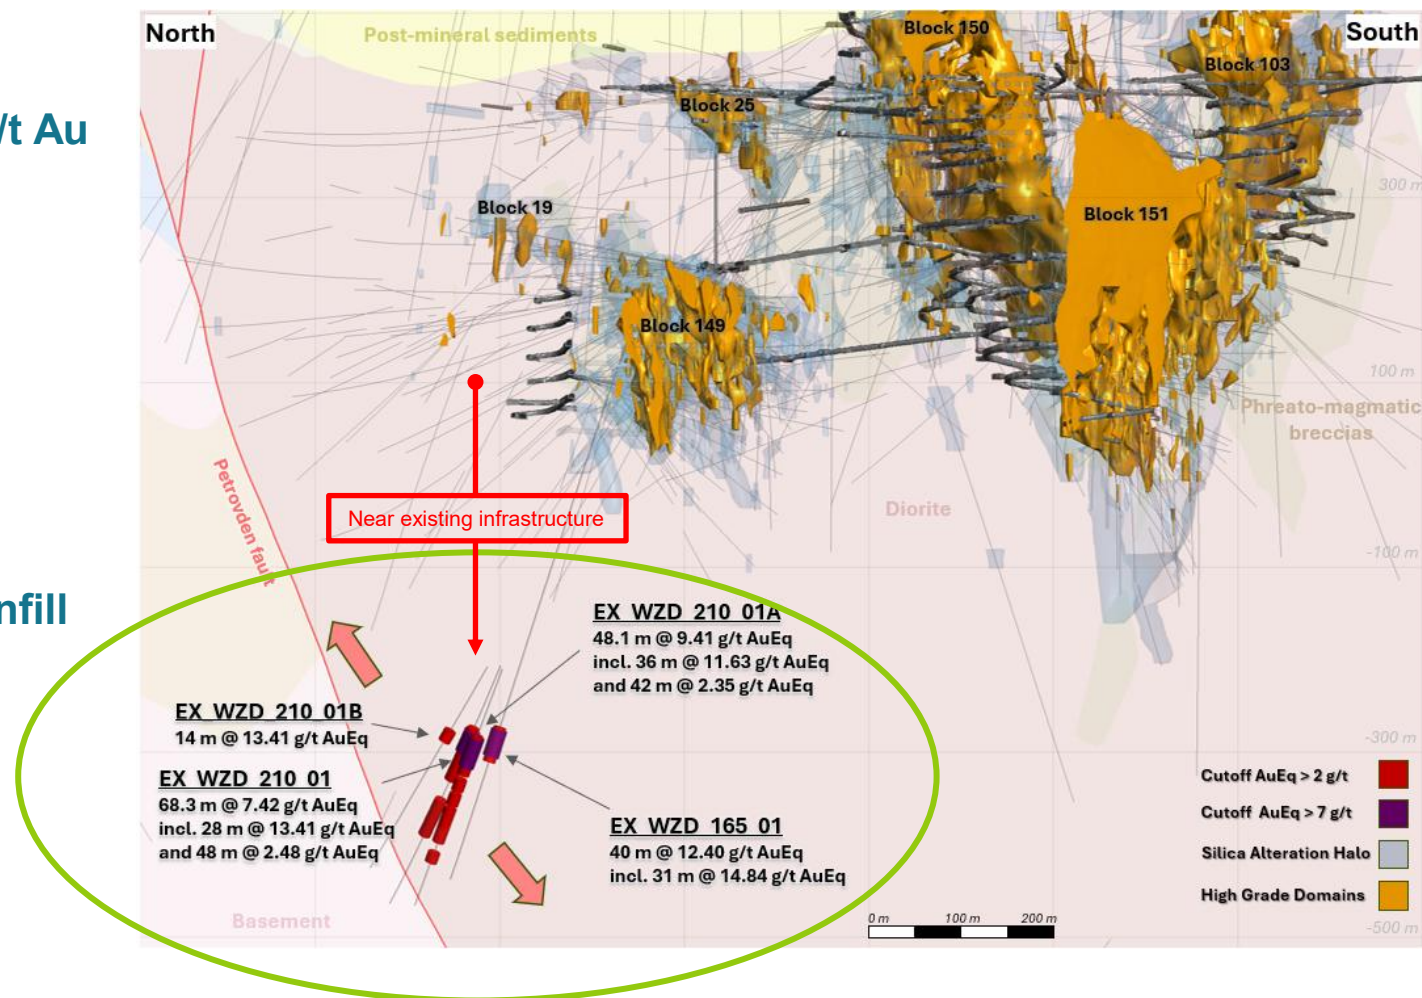 North
South
Post-mineral sediments
Block 150
Block 103
Block 25
/t Au
300 m
Block 19
Block 151
Block 149
100 m
Phreato-magmatic
breccias
Petrovden fault
Diorite
Near existing infrastructure
-100 m
nfill
EX_WZD_210_01A
48.1 m @ 9.41 g/t AuEq
incl. 36 m @ 11.63 g/t AuEq
and 42 m @ 2.35 g/t AuEq
EX_WZD_210_01B
14 m @ 13.41 g/t AuEq
-300 m
EX_WZD_210_01
68.3 m @ 7.42 g/t AuEq
incl. 28 m @ 13.41 g/t AuEq
and 48 m @ 2.48 g/t AuEq
EX_WZD_165_01
40 m @ 12.40 g/t AuEq
incl. 31 m @ 14.84 g/t AuEq
Cutoff AuEq > 2 g/t
Cutoff AuEq > 7 g/t
Silica Alteration Halo
High Grade Domains
Basement
0 m 100 m 200 m
-500 m